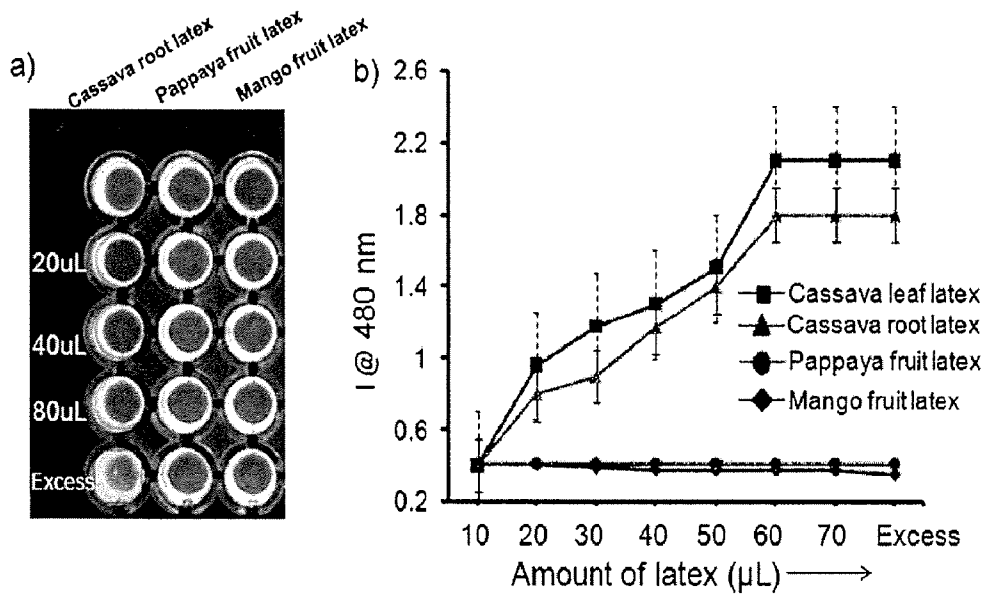 a)
Cassava root latex
Pappaya fruit latex
Mango fruit latex
20uL
40uL
80uL
Excess
b)
I @ 480 nm
2.6
2.2
1.8
1.4
1
0.6
0.2
Cassava leaf latex
Cassava root latex
Pappaya fruit latex
Mango fruit latex
10 20 30 40 50 60 70 Excess
Amount of latex (µL)